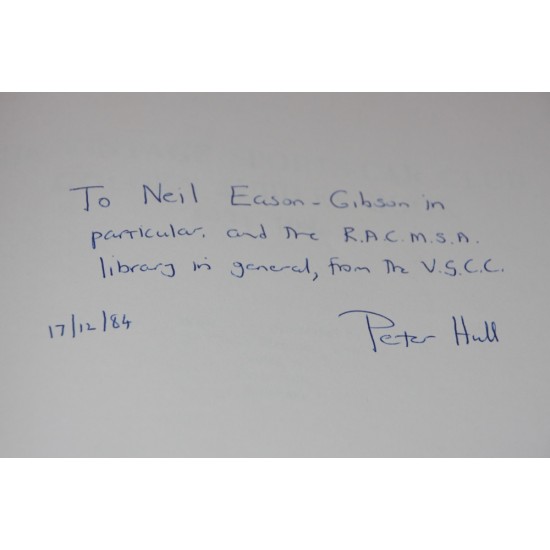 To Neil Eason-Gibson in
particular. and the R.A.C.M.S.A.
library in general, from the V.S.C.C.
17/12/84 Peter Hull